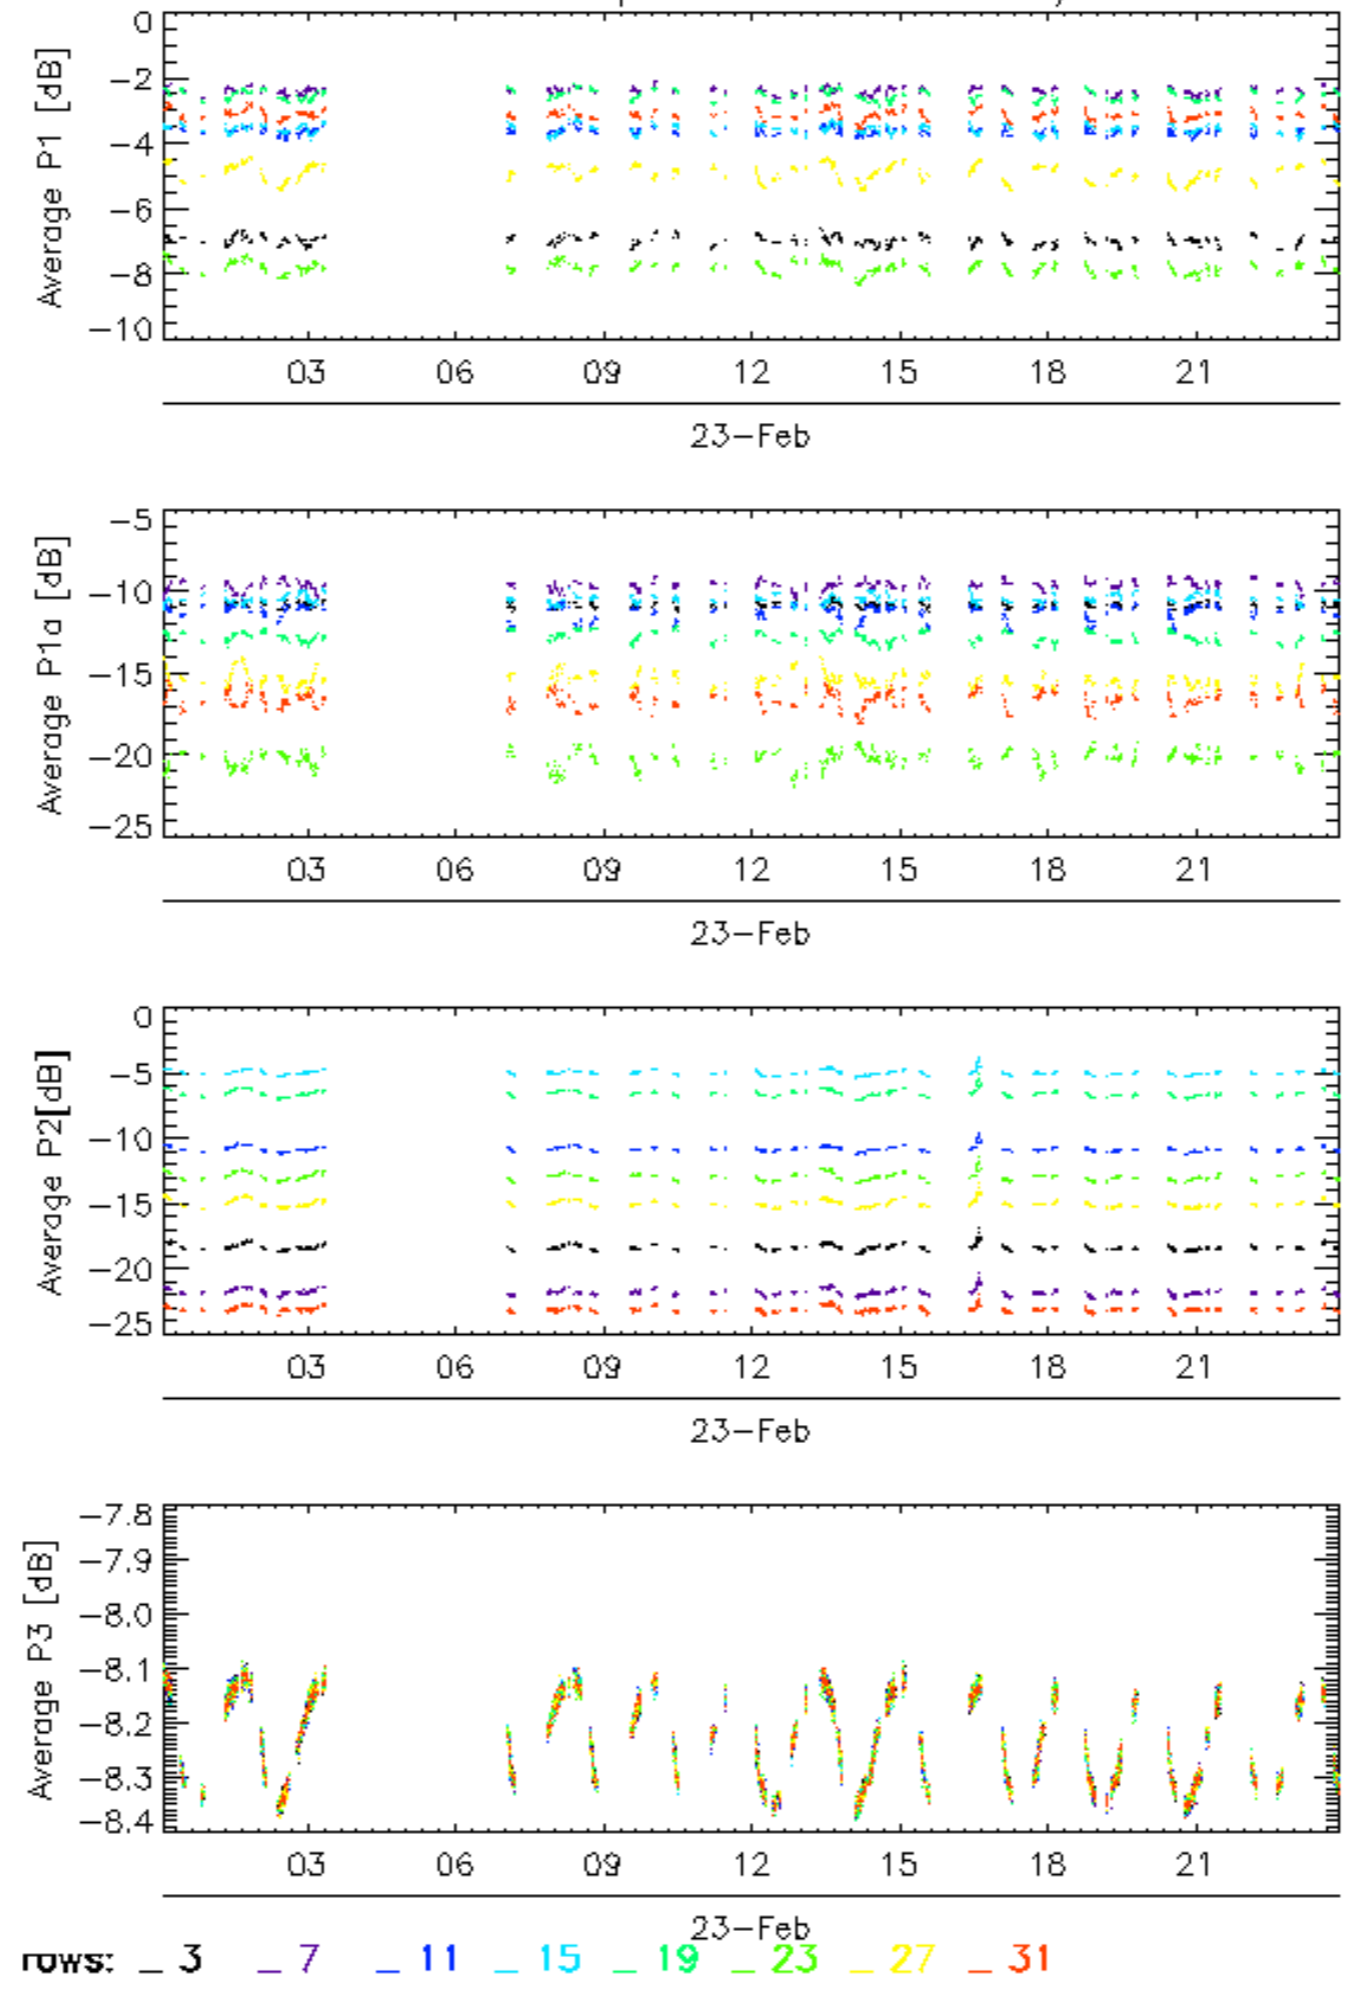 0
−2
−4
−6
−8
−10
Average P1 [dB]
03 06 09 12 15 18 21
23−Feb
−5
−10
−15
−20
−25
Average P1a [dB]
03 06 09 12 15 18 21
23−Feb
0
−5
−10
−15
−20
−25
Average P2[dB]
03 06 09 12 15 18 21
23−Feb
−7.8
−7.9
−8.0
−8.1
−8.2
−8.3
−8.4
Average P3 [dB]
03 06 09 12 15 18 21
23−Feb
rows: _ 3 _ 7 _ 11 _ 15 _ 19 _ 23 _ 27 _ 31